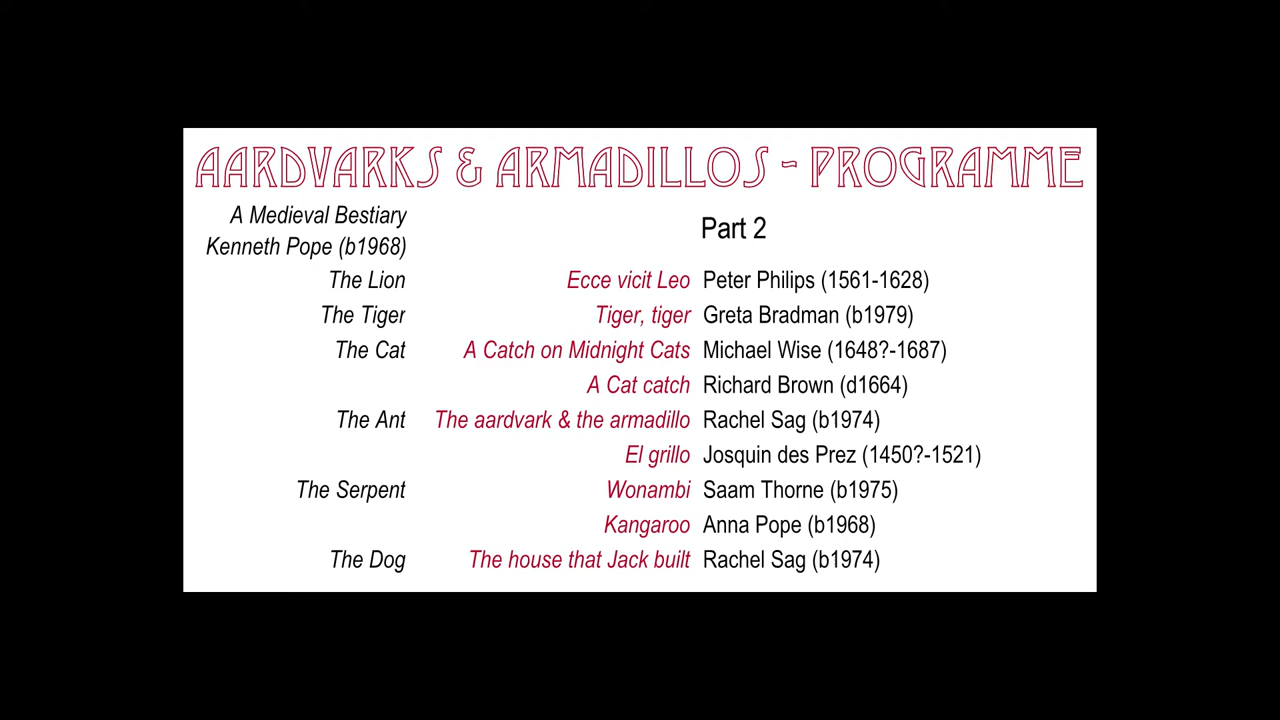 AARDVARKS & ARMADILLOS - PROGRAMME
A Medieval Bestiary
Kenneth Pope (b1968)
Part 2
The Lion Ecce vicit Leo Peter Philips (1561-1628)
The Tiger Tiger, tiger Greta Bradman (b1979)
The Cat A Catch on Midnight Cats Michael Wise (1648?-1687)
A Cat catch Richard Brown (d1664)
The Ant The aardvark & the armadillo Rachel Sag (b1974)
El grillo Josquin des Prez (1450?-1521)
The Serpent Wonambi Saam Thorne (b1975)
Kangaroo Anna Pope (b1968)
The Dog The house that Jack built Rachel Sag (b1974)